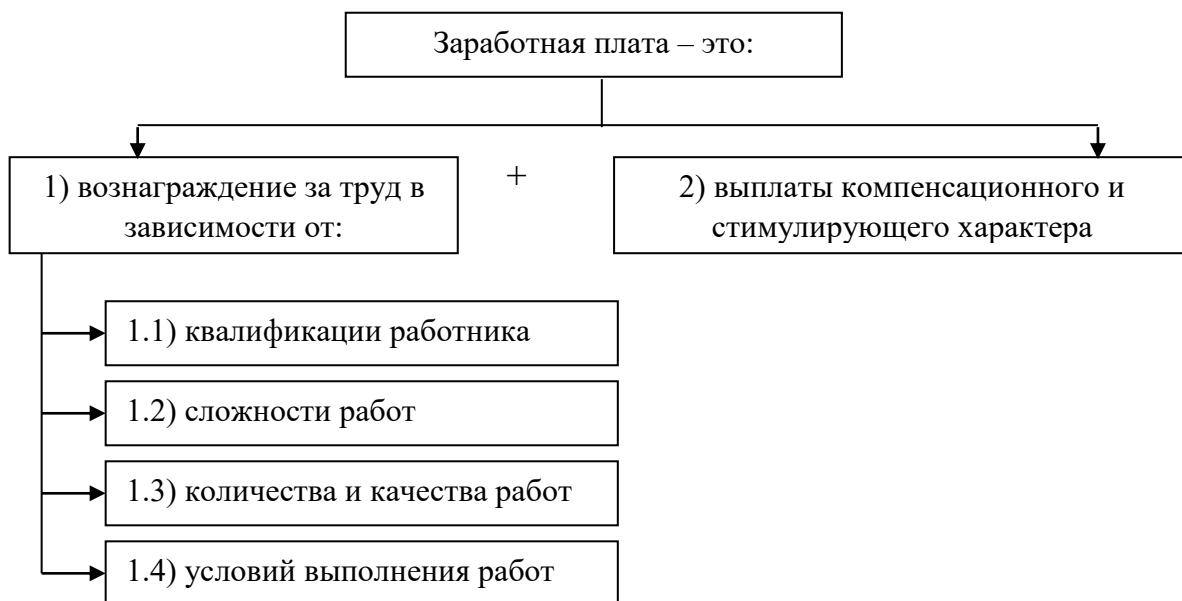 Заработная плата – это:
1) вознаграждение за труд в
зависимости от:
+
2) выплаты компенсационного и
стимулирующего характера
1.1) квалификации работника
1.2) сложности работ
1.3) количества и качества работ
1.4) условий выполнения работ